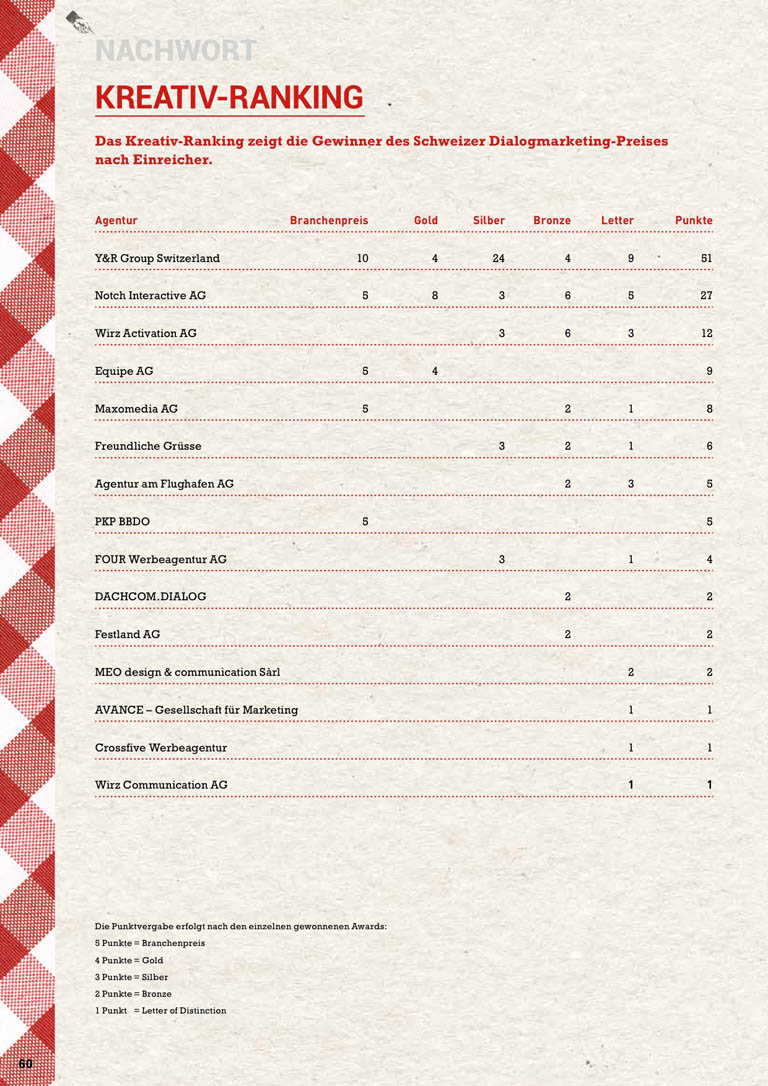 NACHWORT
KREATIV-RANKING
Das Kreativ-Ranking zeigt die Gewinner des Schweizer Dialogmarketing-Preises
nach Einreicher.
Agentur Branchenpreis Gold Silber Bronze Letter Punkte
Y&R Group Switzerland 10 4 24 4 9 51
Notch Interactive AG 5 8 3 6 5 27
Wirz Activation AG 3 6 3 12
Equipe AG 5 4 9
Maxomedia AG 5 2 1 8
Freundliche Grüsse 3 2 1 6
Agentur am Flughafen AG 2 3 5
PKP BBDO 5 5
FOUR Werbeagentur AG 3 1 4
DACHCOM.DIALOG 2 2
Festland AG 2 2
MEO design & communication Sàrl 2 2
AVANCE – Gesellschaft für Marketing 1 1
Crossfive Werbeagentur 1 1
Wirz Communication AG 1 1
Die Punktvergabe erfolgt nach den einzelnen gewonnenen Awards:
5 Punkte = Branchenpreis
4 Punkte = Gold
3 Punkte = Silber
2 Punkte = Bronze
1 Punkt = Letter of Distinction
60